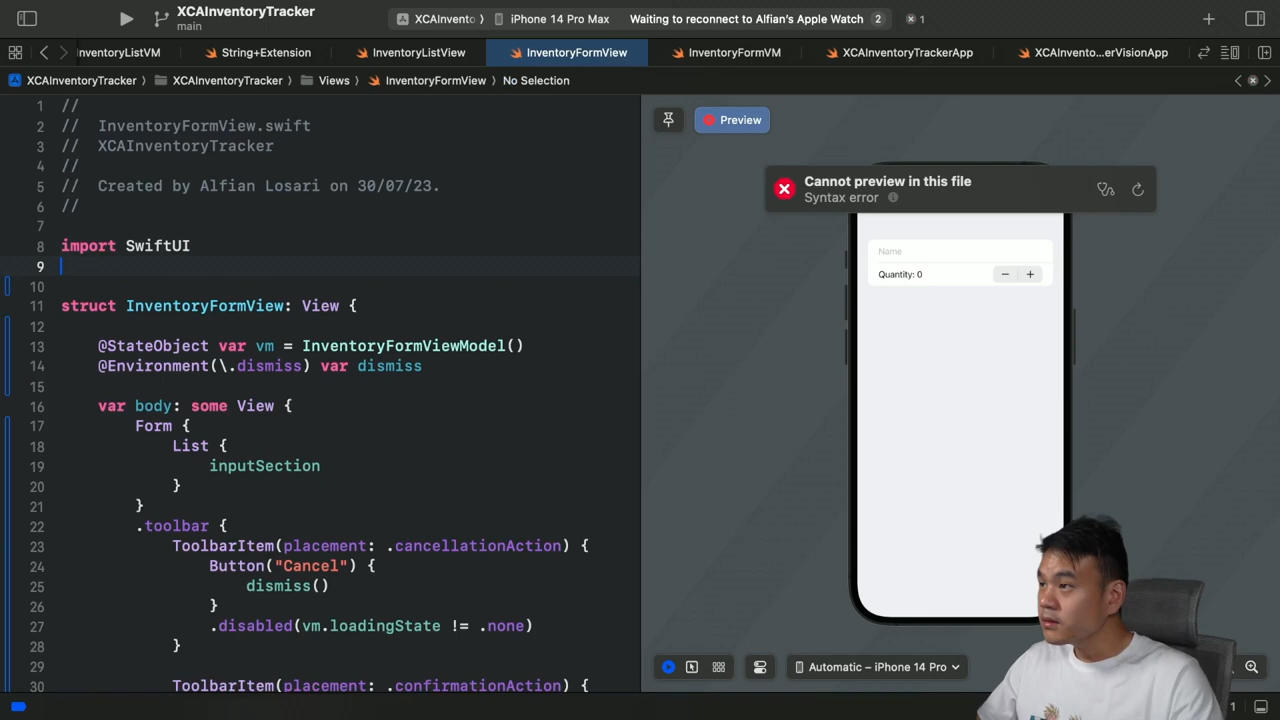 XCAInventoryTracker
main
XCAInvento
iPhone 14 Pro Max
Waiting to reconnect to Alfian's Apple Watch
2
1
nventoryListVM
String+Extension
InventoryListView
InventoryFormView
InventoryFormVM
XCAInventoryTrackerApp
XCAInvento...erVisionApp
XCAInventoryTracker
XCAInventoryTracker
Views
InventoryFormView
No Selection
1 //
2 //  InventoryFormView.swift
3 //  XCAInventoryTracker
4 //
5 //  Created by Alfian Losari on 30/07/23.
6 //
7
8 import SwiftUI
9
10
11 struct InventoryFormView: View {
12
13 @StateObject var vm = InventoryFormViewModel()
14 @Environment(\.dismiss) var dismiss
15
16 var body: some View {
17 Form {
18 List {
19 inputSection
20 }
21 }
22 .toolbar {
23 ToolbarItem(placement: .cancellationAction) {
24 Button("Cancel") {
25 dismiss()
26 }
27 .disabled(vm.loadingState != .none)
28 }
29
30 ToolbarItem(placement: .confirmationAction) {
Preview
Cannot preview in this file
Syntax error
Name
Quantity: 0
Automatic – iPhone 14 Pro
1